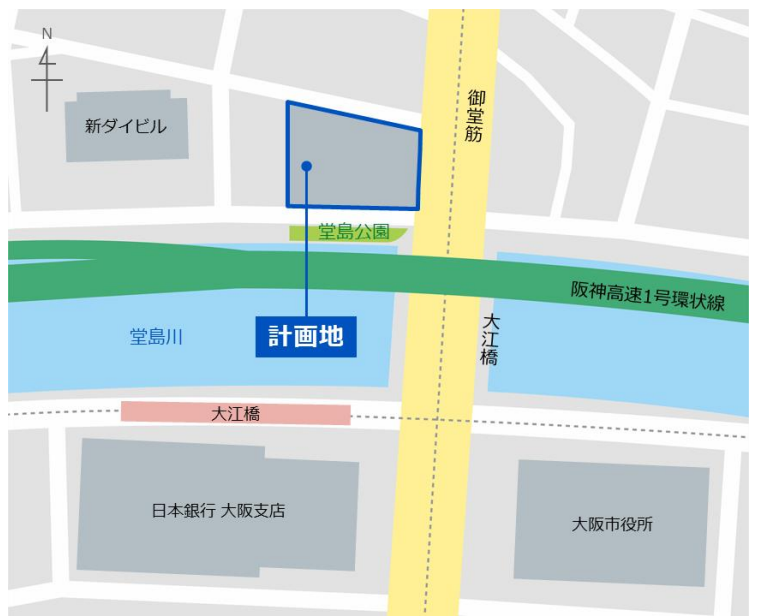 N
御堂筋
新ダイビル
堂島公園
阪神高速1号環状線
大江橋
堂島川
計画地
大江橋
日本銀行 大阪支店
大阪市役所